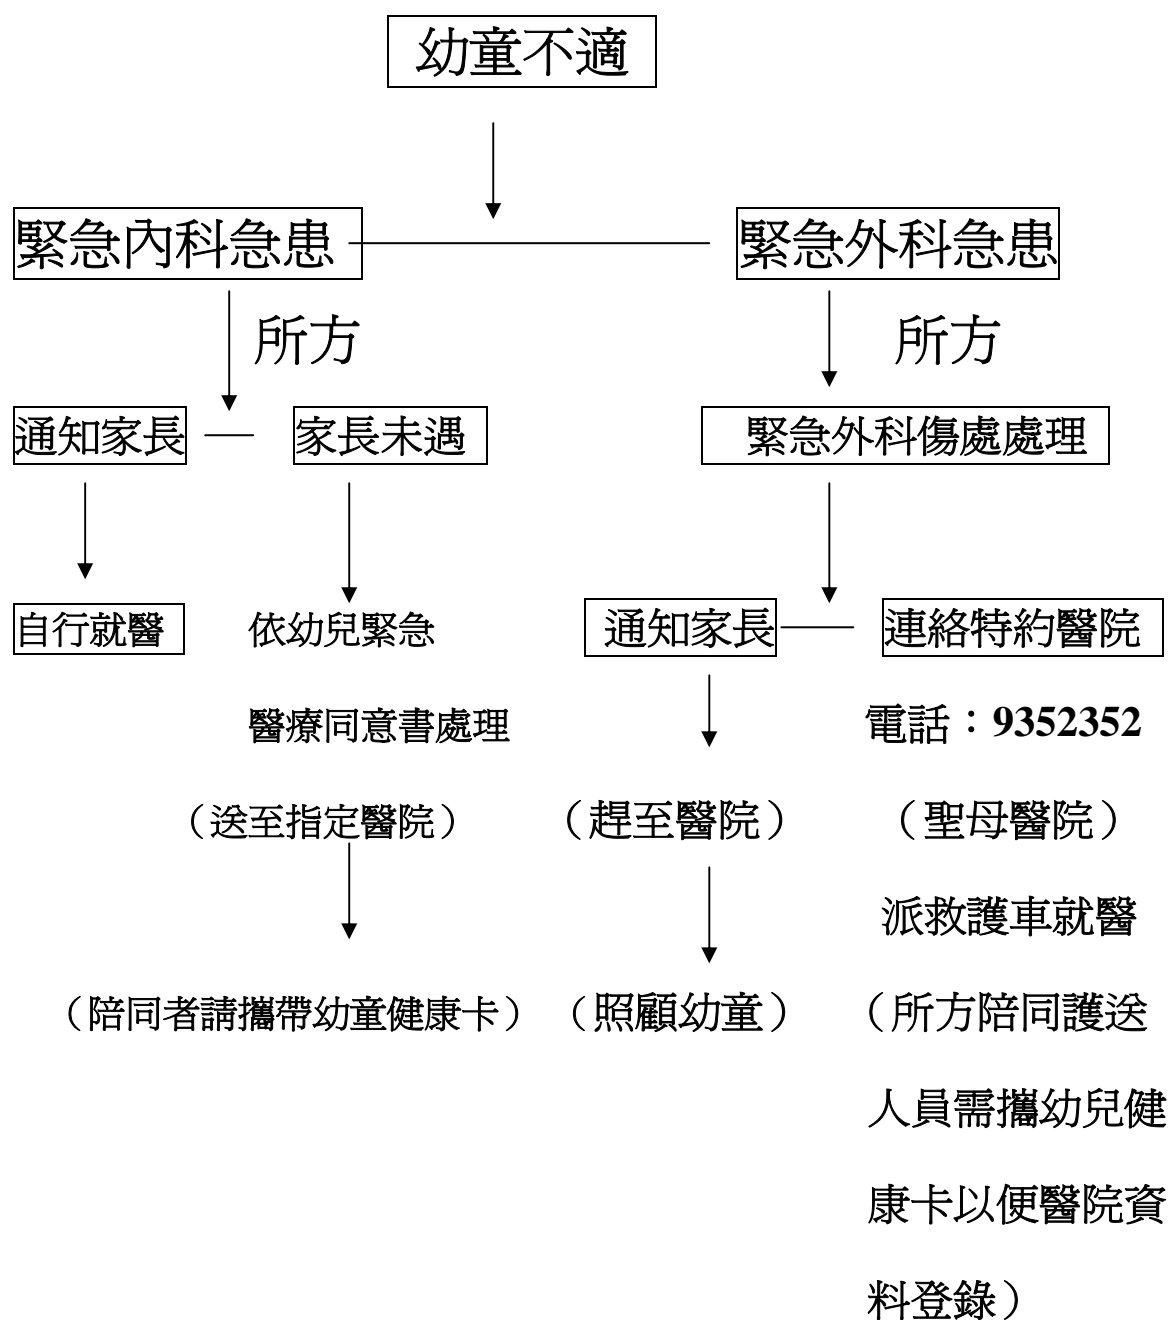 幼童不適
緊急內科急患
緊急外科急患
所方
所方
通知家長
家長未遇
緊急外科傷處處理
自行就醫
依幼兒緊急
通知家長
連絡特約醫院
醫療同意書處理
電話：9352352
（送至指定醫院）
（趕至醫院）
（聖母醫院）
派救護車就醫
（陪同者請攜帶幼童健康卡）
（照顧幼童）
（所方陪同護送
人員需攜幼兒健
康卡以便醫院資
料登錄）